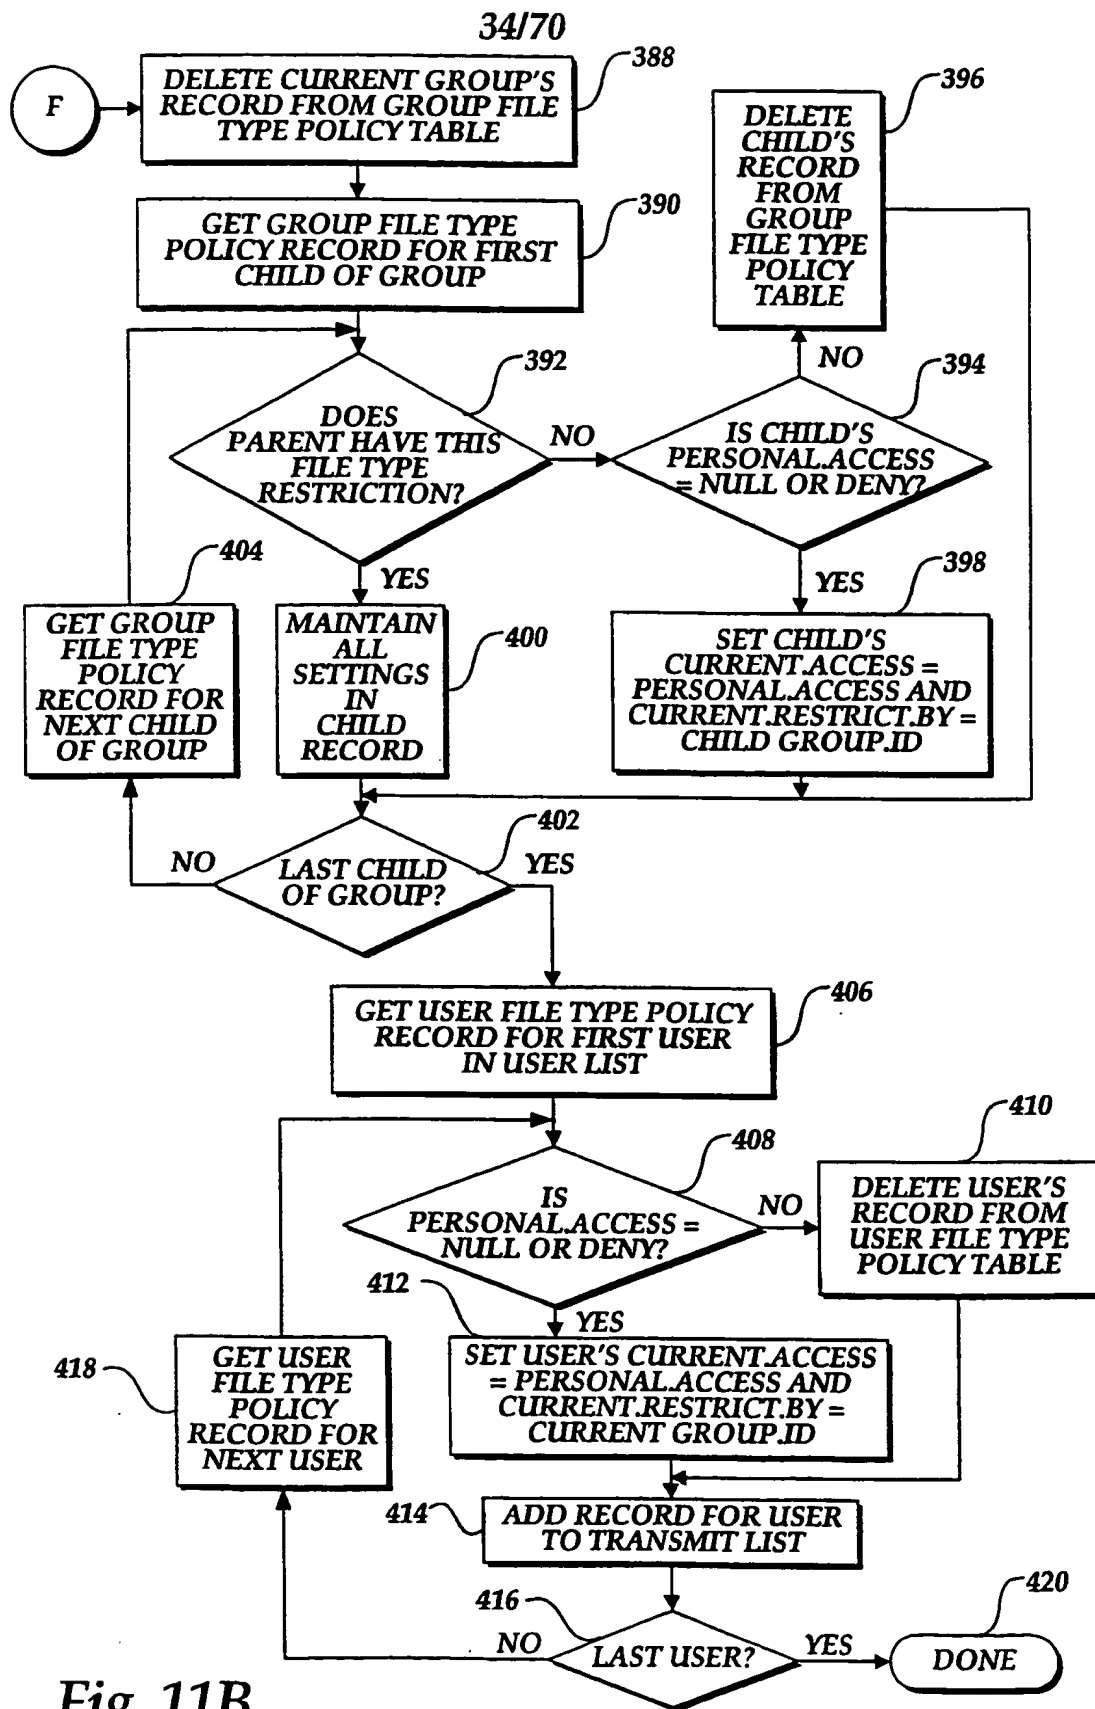 34/70
F
DELETE CURRENT GROUP'S
RECORD FROM GROUP FILE
TYPE POLICY TABLE
388
396
DELETE
CHILD'S
RECORD
FROM
GROUP
FILE TYPE
POLICY
TABLE
GET GROUP FILE TYPE
POLICY RECORD FOR FIRST
CHILD OF GROUP
390
392
DOES
PARENT HAVE THIS
FILE TYPE
RESTRICTION?
NO
NO
394
IS CHILD'S
PERSONAL.ACCESS
= NULL OR DENY?
YES
YES
404
GET GROUP
FILE TYPE
POLICY
RECORD FOR
NEXT CHILD
OF GROUP
MAINTAIN
ALL
SETTINGS
IN
CHILD
RECORD
400
398
SET CHILD'S
CURRENT.ACCESS =
PERSONAL.ACCESS AND
CURRENT.RESTRICT.BY =
CHILD GROUP.ID
402
NO
LAST CHILD
OF GROUP?
YES
406
GET USER FILE TYPE POLICY
RECORD FOR FIRST USER
IN USER LIST
408
IS
PERSONAL.ACCESS =
NULL OR DENY?
NO
410
DELETE USER'S
RECORD FROM
USER FILE TYPE
POLICY TABLE
412
YES
SET USER'S CURRENT.ACCESS
= PERSONAL.ACCESS AND
CURRENT.RESTRICT.BY =
CURRENT GROUP.ID
418
GET USER
FILE TYPE
POLICY
RECORD FOR
NEXT USER
414
ADD RECORD FOR USER
TO TRANSMIT LIST
416
NO
LAST USER?
YES
420
DONE
Fig. 11B